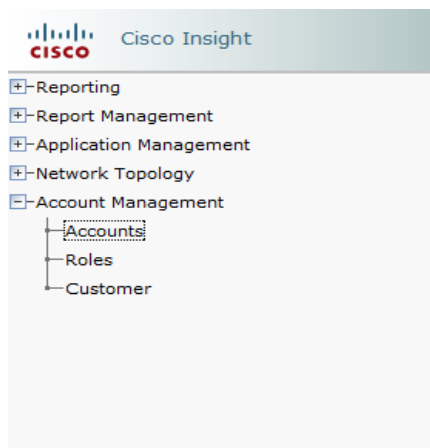 CISCO
Cisco Insight
Reporting
Report Management
Application Management
Network Topology
Account Management
Accounts
Roles
Customer